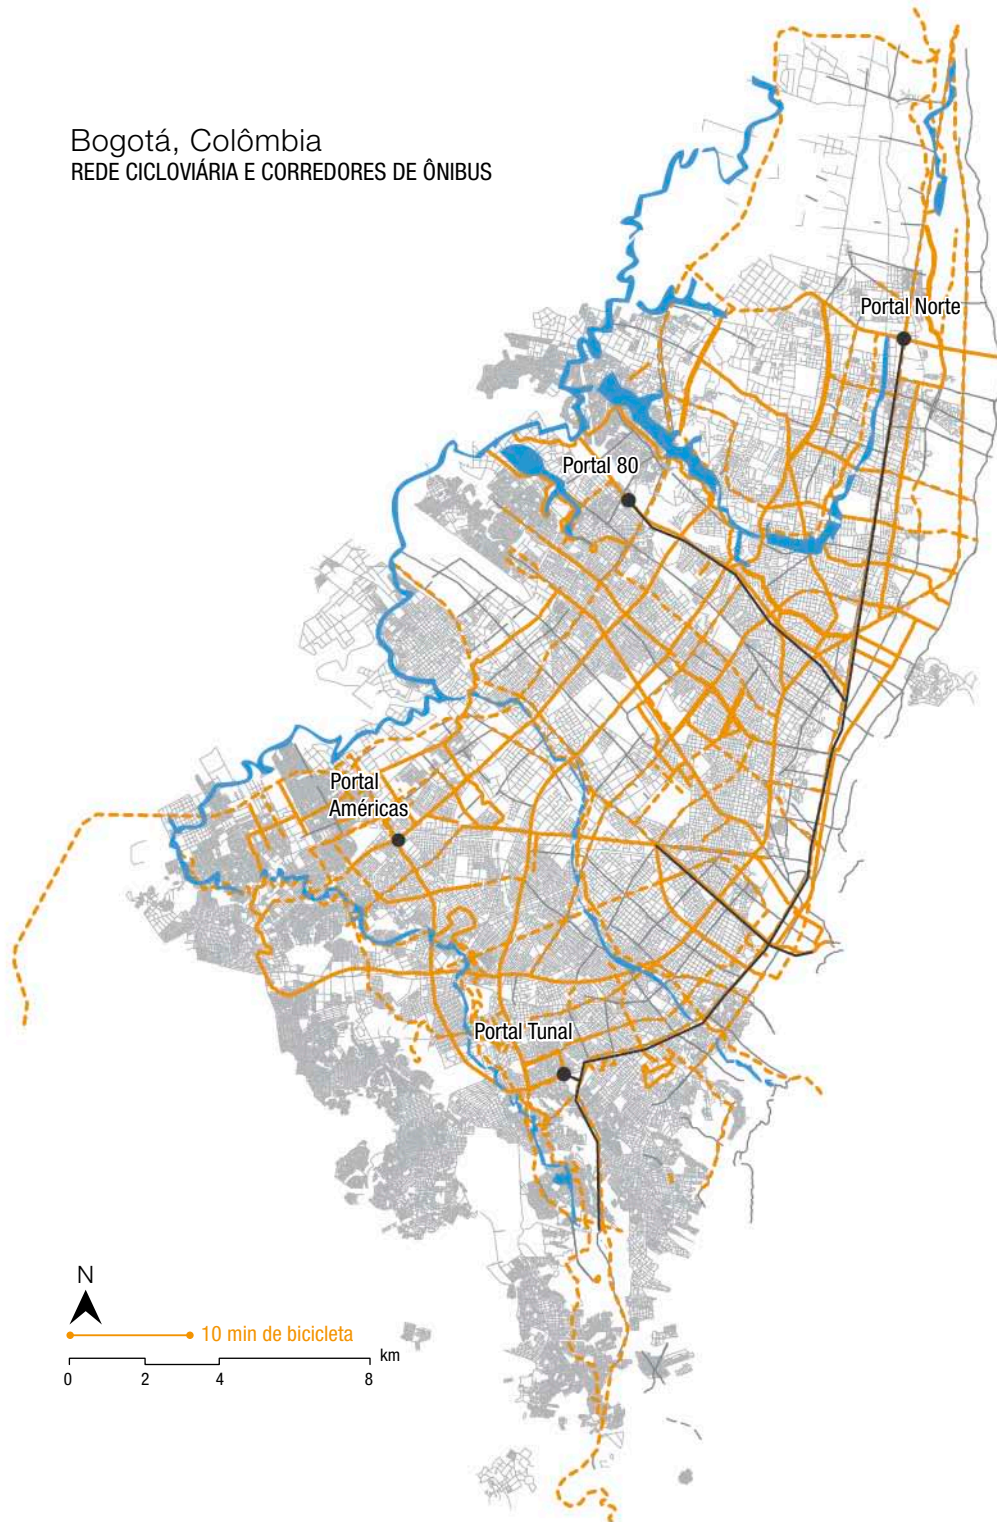 Bogotá, Colômbia
REDE CICLOVIÁRIA E CORREDORES DE ÔNIBUS
Portal Norte
Portal 80
Portal
Américas
Portal Tunal
N
10 min de bicicleta
km
0 2 4 8